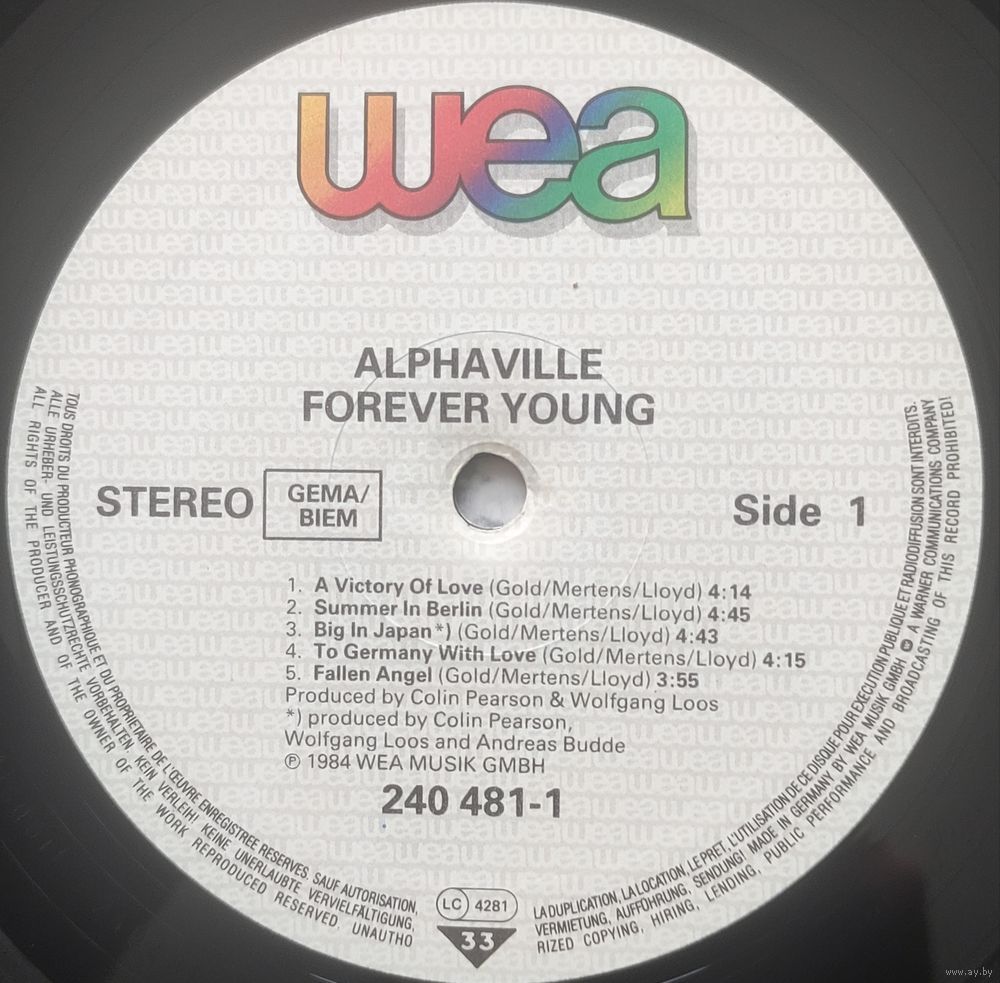 wea
ALPHAVILLE
FOREVER YOUNG
STEREO
GEMA/
BIEM
Side 1
1. A Victory Of Love (Gold/Mertens/Lloyd) 4:14
2. Summer In Berlin (Gold/Mertens/Lloyd) 4:45
3. Big In Japan*) (Gold/Mertens/Lloyd) 4:43
4. To Germany With Love (Gold/Mertens/Lloyd) 4:15
5. Fallen Angel (Gold/Mertens/Lloyd) 3:55
Produced by Colin Pearson & Wolfgang Loos
*) produced by Colin Pearson,
Wolfgang Loos and Andreas Budde
℗ 1984 WEA MUSIK GMBH
240 481-1
LC 4281
33
TOUS DROITS DU PRODUCTEUR PHONOGRAPHIQUE ET DU PROPRIETAIRE DE L'ŒUVRE ENREGISTREE RESERVES. SAUF AUTORISATION, LA DUPLICATION, LA LOCATION, LE PRET, L'UTILISATION DE CE DISQUE POUR EXECUTION PUBLIQUE ET RADIODIFFUSION SONT INTERDITS.
ALLE URHEBER- UND LEISTUNGSSCHUTZRECHTE VORBEHALTEN. KEIN VERLEIH! KEINE UNERLAUBTE VERVIELFÄLTIGUNG, VERMIETUNG, AUFFÜHRUNG, SENDUNG! MADE IN GERMANY BY WEA MUSIK GMBH A WARNER COMMUNICATIONS COMPANY
ALL RIGHTS OF THE PRODUCER AND OF THE OWNER OF THE WORK REPRODUCED RESERVED. UNAUTHORIZED COPYING, HIRING, LENDING, PUBLIC PERFORMANCE AND BROADCASTING OF THIS RECORD PROHIBITED!
www.ay.by